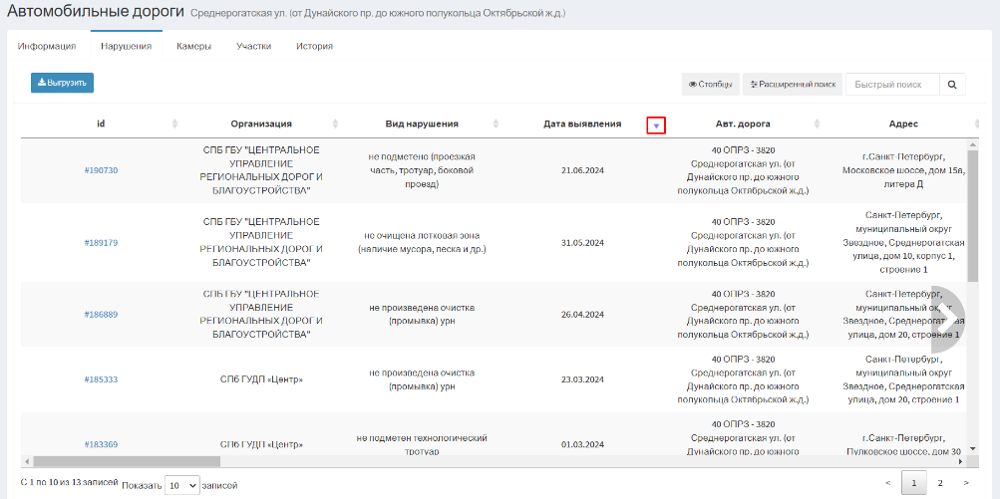 Автомобильные дороги Среднерогатская ул. (от Дунайского пр. до южного полукольца Октябрьской ж.д.)
Информация Нарушения Камеры Участки История
Выгрузить Столбцы Расширенный поиск Быстрый поиск
id Организация Вид нарушения Дата выявления Авт. дорога Адрес
#190730
СПБ ГБУ "ЦЕНТРАЛЬНОЕ
УПРАВЛЕНИЕ
РЕГИОНАЛЬНЫХ ДОРОГ И
БЛАГОУСТРОЙСТВА"
не подметено (проезжая
часть, тротуар, боковой
проезд)
21.06.2024
40 ОПРЗ - 3820
Среднерогатская ул. (от
Дунайского пр. до южного
полукольца Октябрьской ж.д.)
г.Санкт-Петербург,
Московское шоссе, дом 15в,
литера Д
#189179
СПБ ГБУ "ЦЕНТРАЛЬНОЕ
УПРАВЛЕНИЕ
РЕГИОНАЛЬНЫХ ДОРОГ И
БЛАГОУСТРОЙСТВА"
не очищена лотковая зона
(наличие мусора, песка и др.)
31.05.2024
40 ОПРЗ - 3820
Среднерогатская ул. (от
Дунайского пр. до южного
полукольца Октябрьской ж.д.)
Санкт-Петербург,
муниципальный округ
Звездное, Среднерогатская
улица, дом 10, корпус 1,
строение 1
#186889
СПБ ГБУ "ЦЕНТРАЛЬНОЕ
УПРАВЛЕНИЕ
РЕГИОНАЛЬНЫХ ДОРОГ И
БЛАГОУСТРОЙСТВА"
не произведена очистка
(промывка) урн
26.04.2024
40 ОПРЗ - 3820
Среднерогатская ул. (от
Дунайского пр. до южного
полукольца Октябрьской ж.д.)
Санкт-Петербург,
муниципальный округ
Звездное, Среднерогатская
улица, дом 20, строение 1
#185333
СПб ГУДП «Центр»
не произведена очистка
(промывка) урн
23.03.2024
40 ОПРЗ - 3820
Среднерогатская ул. (от
Дунайского пр. до южного
полукольца Октябрьской ж.д.)
Санкт-Петербург,
муниципальный округ
Звездное, Среднерогатская
улица, дом 20, строение 1
#183369
СПб ГУДП «Центр»
не подметен технологический
тротуар
01.03.2024
40 ОПРЗ - 3820
Среднерогатская ул. (от
Дунайского пр. до южного
полукольца Октябрьской ж.д.)
г.Санкт-Петербург,
Пулковское шоссе, дом 30
С 1 по 10 из 13 записей Показать 10 записей < 1 2 >